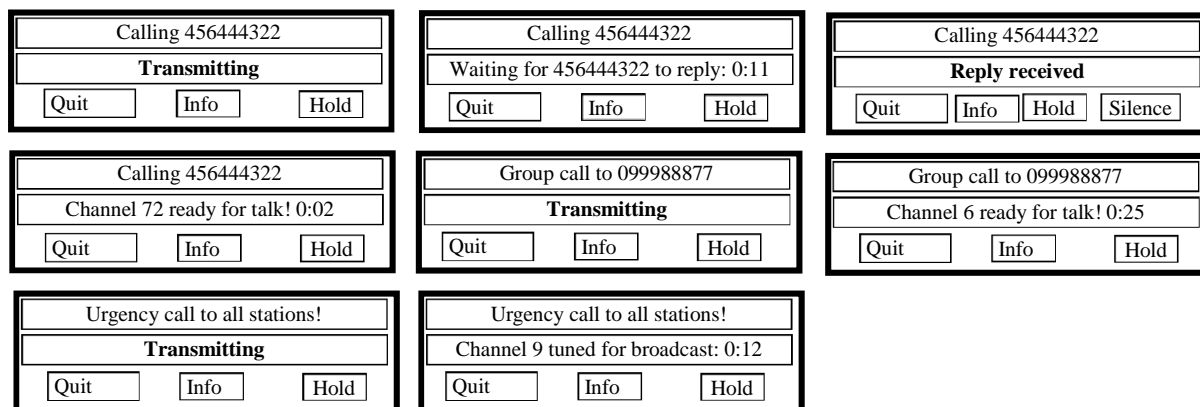 Calling 456444322
Transmitting
Quit Info Hold
Calling 456444322
Waiting for 456444322 to reply: 0:11
Quit Info Hold
Calling 456444322
Reply received
Quit Info Hold Silence
Calling 456444322
Channel 72 ready for talk! 0:02
Quit Info Hold
Group call to 099988877
Transmitting
Quit Info Hold
Group call to 099988877
Channel 6 ready for talk! 0:25
Quit Info Hold
Urgency call to all stations!
Transmitting
Quit Info Hold
Urgency call to all stations!
Channel 9 tuned for broadcast: 0:12
Quit Info Hold